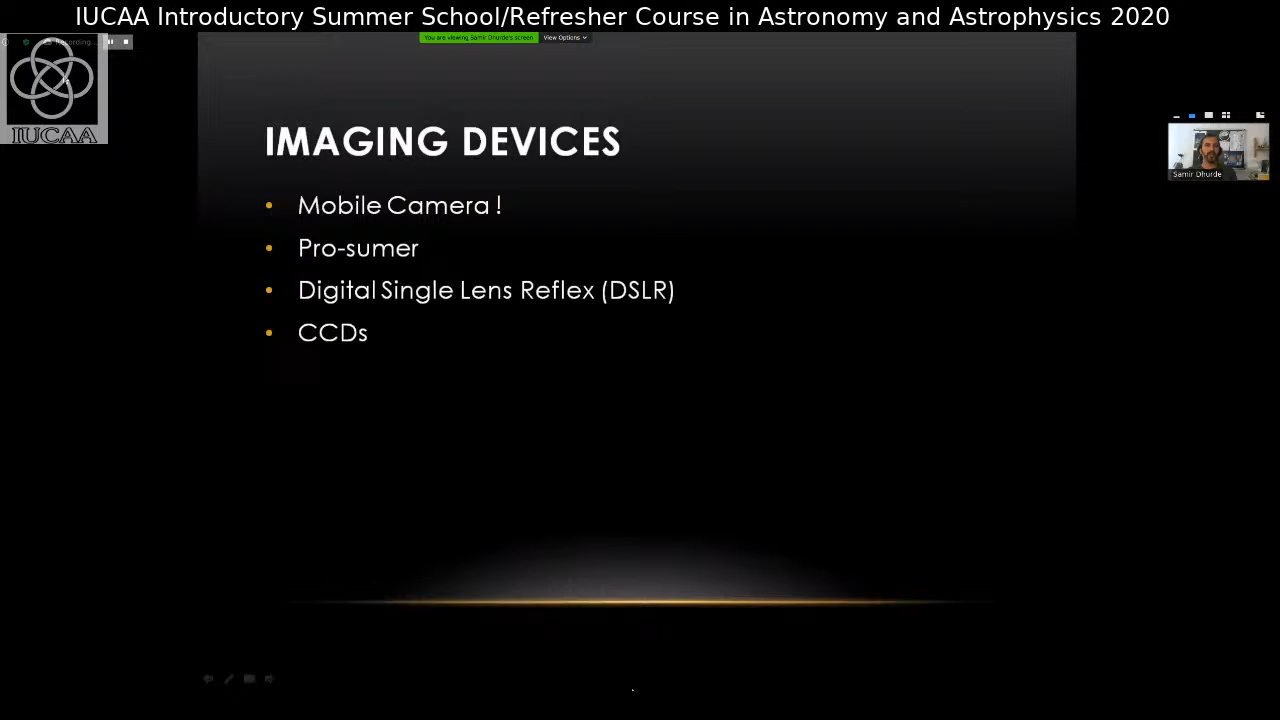 IUCAA Introductory Summer School/Refresher Course in Astronomy and Astrophysics 2020
Recording...
You are viewing Samir Dhurde's screen View Options
IUCAA
IMAGING DEVICES
Samir Dhurde
• Mobile Camera !
• Pro-sumer
• Digital Single Lens Reflex (DSLR)
• CCDs